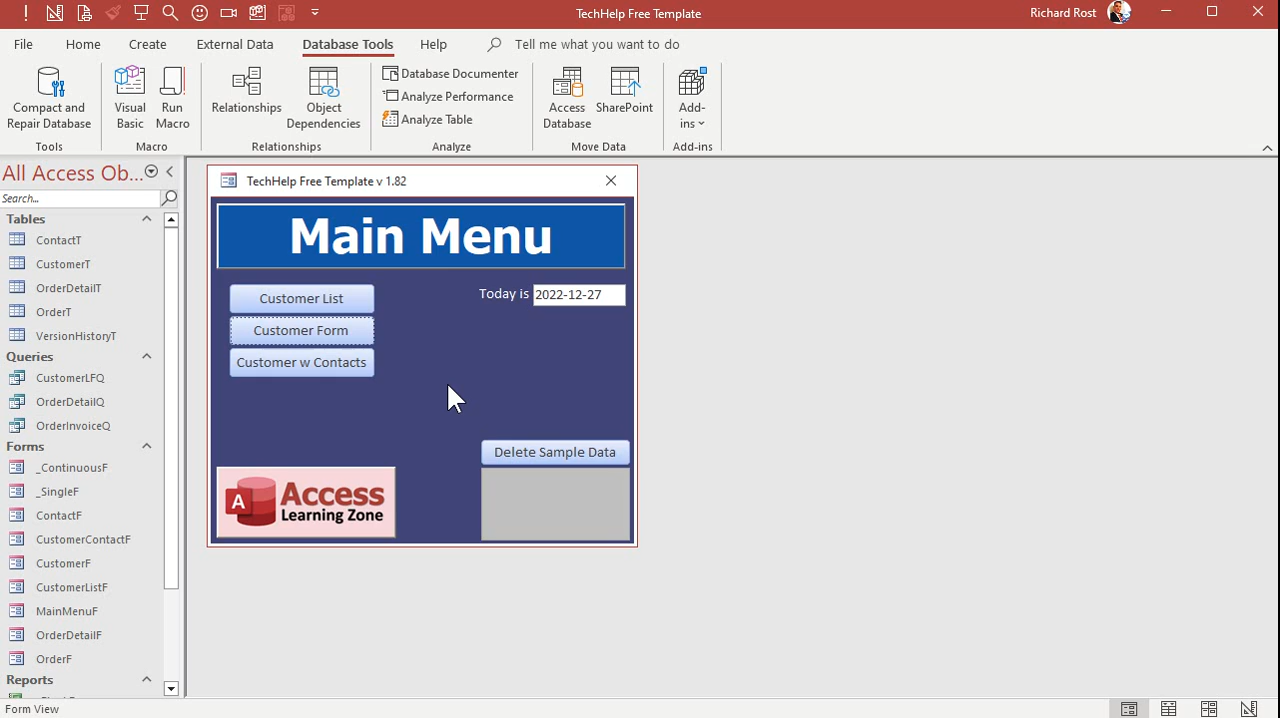 TechHelp Free Template
Richard Rost
File Home Create External Data Database Tools Help Tell me what you want to do
Compact and Repair Database
Visual Basic
Run Macro
Relationships
Object Dependencies
Database Documenter
Analyze Performance
Analyze Table
Access Database
SharePoint
Add-ins
Tools Macro Relationships Analyze Move Data Add-ins
All Access Ob...
Search...
Tables
ContactT
CustomerT
OrderDetailT
OrderT
VersionHistoryT
Queries
CustomerLFQ
OrderDetailQ
OrderInvoiceQ
Forms
_ContinuousF
_SingleF
ContactF
CustomerContactF
CustomerF
CustomerListF
MainMenuF
OrderDetailF
OrderF
Reports
TechHelp Free Template v 1.82
Main Menu
Customer List
Customer Form
Customer w Contacts
Today is 2022-12-27
Delete Sample Data
A Access
Learning Zone
Form View